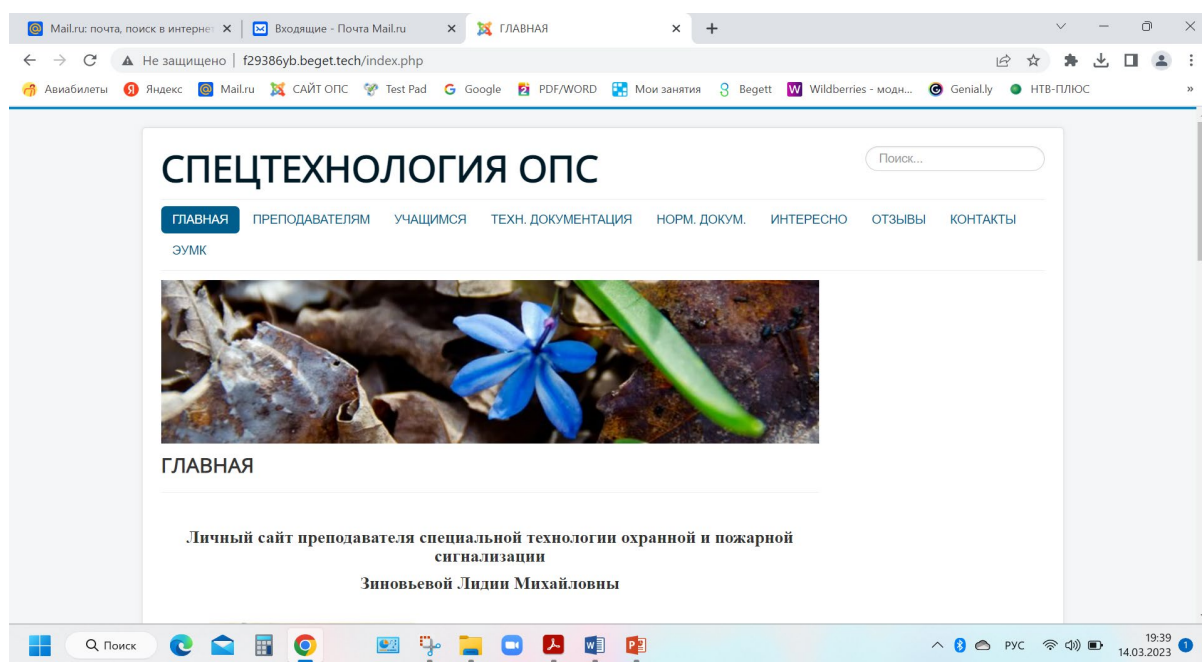 Mail.ru: почта, поиск в интерне
Входящие - Почта Mail.ru
ГЛАВНАЯ
Не защищено | f29386yb.beget.tech/index.php
Авиабилеты Яндекс Mail.ru САЙТ ОПС Test Pad Google PDF/WORD Мои занятия Begett Wildberries - модн... Genial.ly НТВ-ПЛЮС »
СПЕЦТЕХНОЛОГИЯ ОПС
Поиск...
ГЛАВНАЯ ПРЕПОДАВАТЕЛЯМ УЧАЩИМСЯ ТЕХН. ДОКУМЕНТАЦИЯ НОРМ. ДОКУМ. ИНТЕРЕСНО ОТЗЫВЫ КОНТАКТЫ
ЭУМК
ГЛАВНАЯ
Личный сайт преподавателя специальной технологии охранной и пожарной
сигнализации
Зиновьевой Лидии Михайловны
Поиск
РУС
19:39
14.03.2023
1